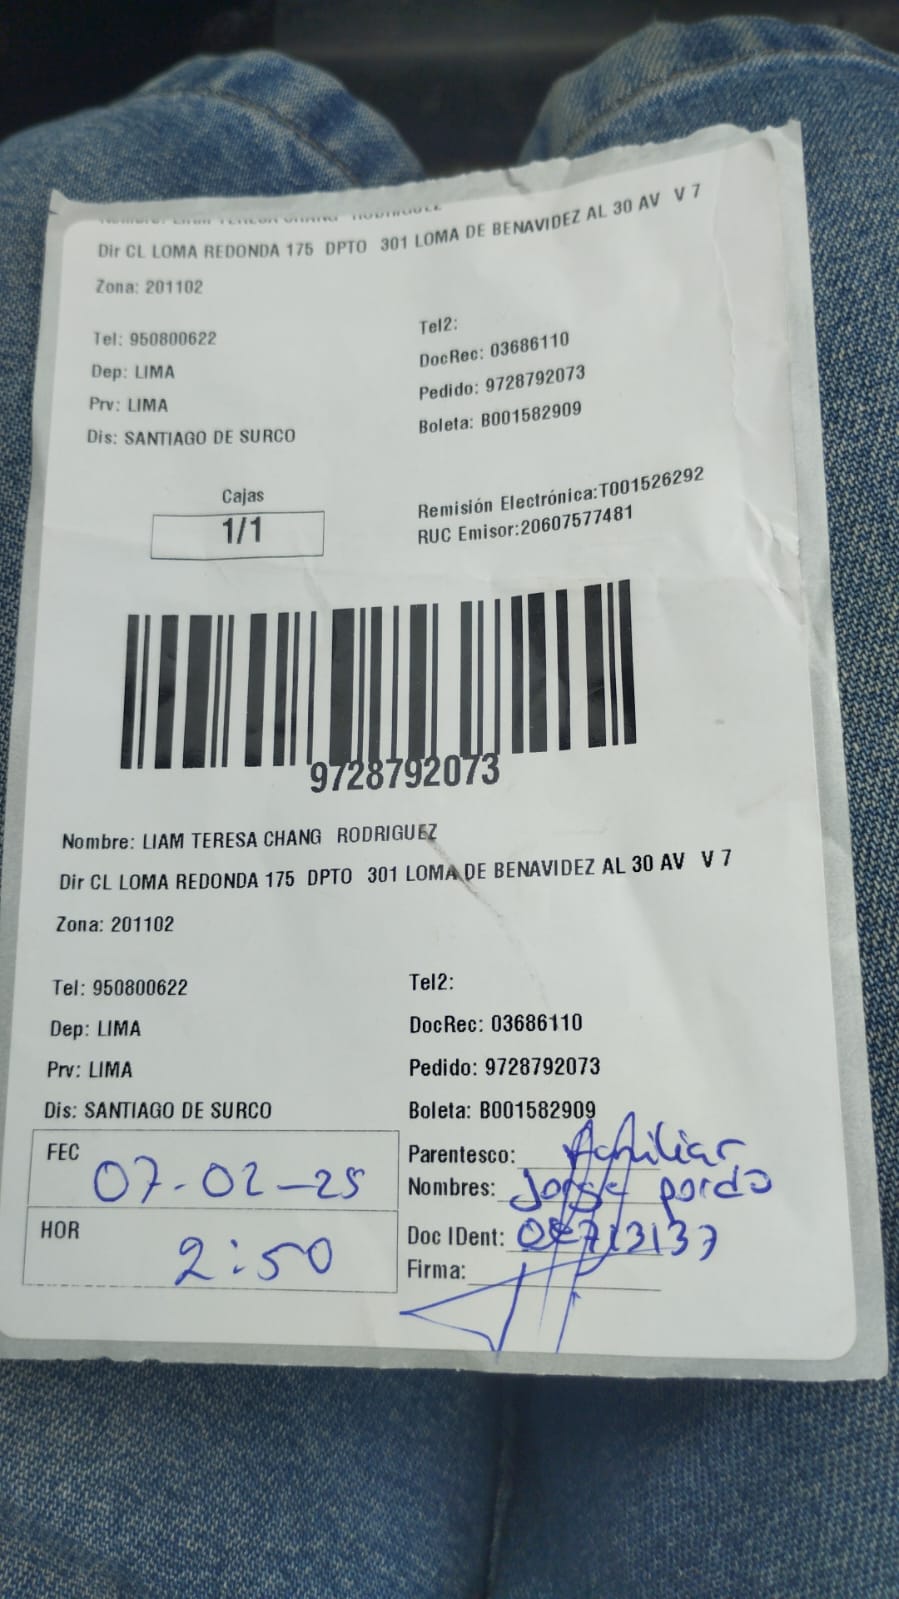 Dir CL LOMA REDONDA 175 DPTO 301 LOMA DE BENAVIDEZ AL 30 AV V 7
Zona: 201102
Tel: 950800622
Tel2:
Dep: LIMA
DocRec: 03686110
Prv: LIMA
Pedido: 9728792073
Dis: SANTIAGO DE SURCO
Boleta: B001582909
Cajas
1/1
Remisión Electrónica:T001526292
RUC Emisor:20607577481
9728792073
Nombre: LIAM TERESA CHANG RODRIGUEZ
Dir CL LOMA REDONDA 175 DPTO 301 LOMA DE BENAVIDEZ AL 30 AV V 7
Zona: 201102
Tel: 950800622
Tel2:
Dep: LIMA
DocRec: 03686110
Prv: LIMA
Pedido: 9728792073
Dis: SANTIAGO DE SURCO
Boleta: B001582909
FEC 07-02-25
Parentesco:
Nombres: Jorge pardo
HOR 2:50
Doc IDent:
Firma: